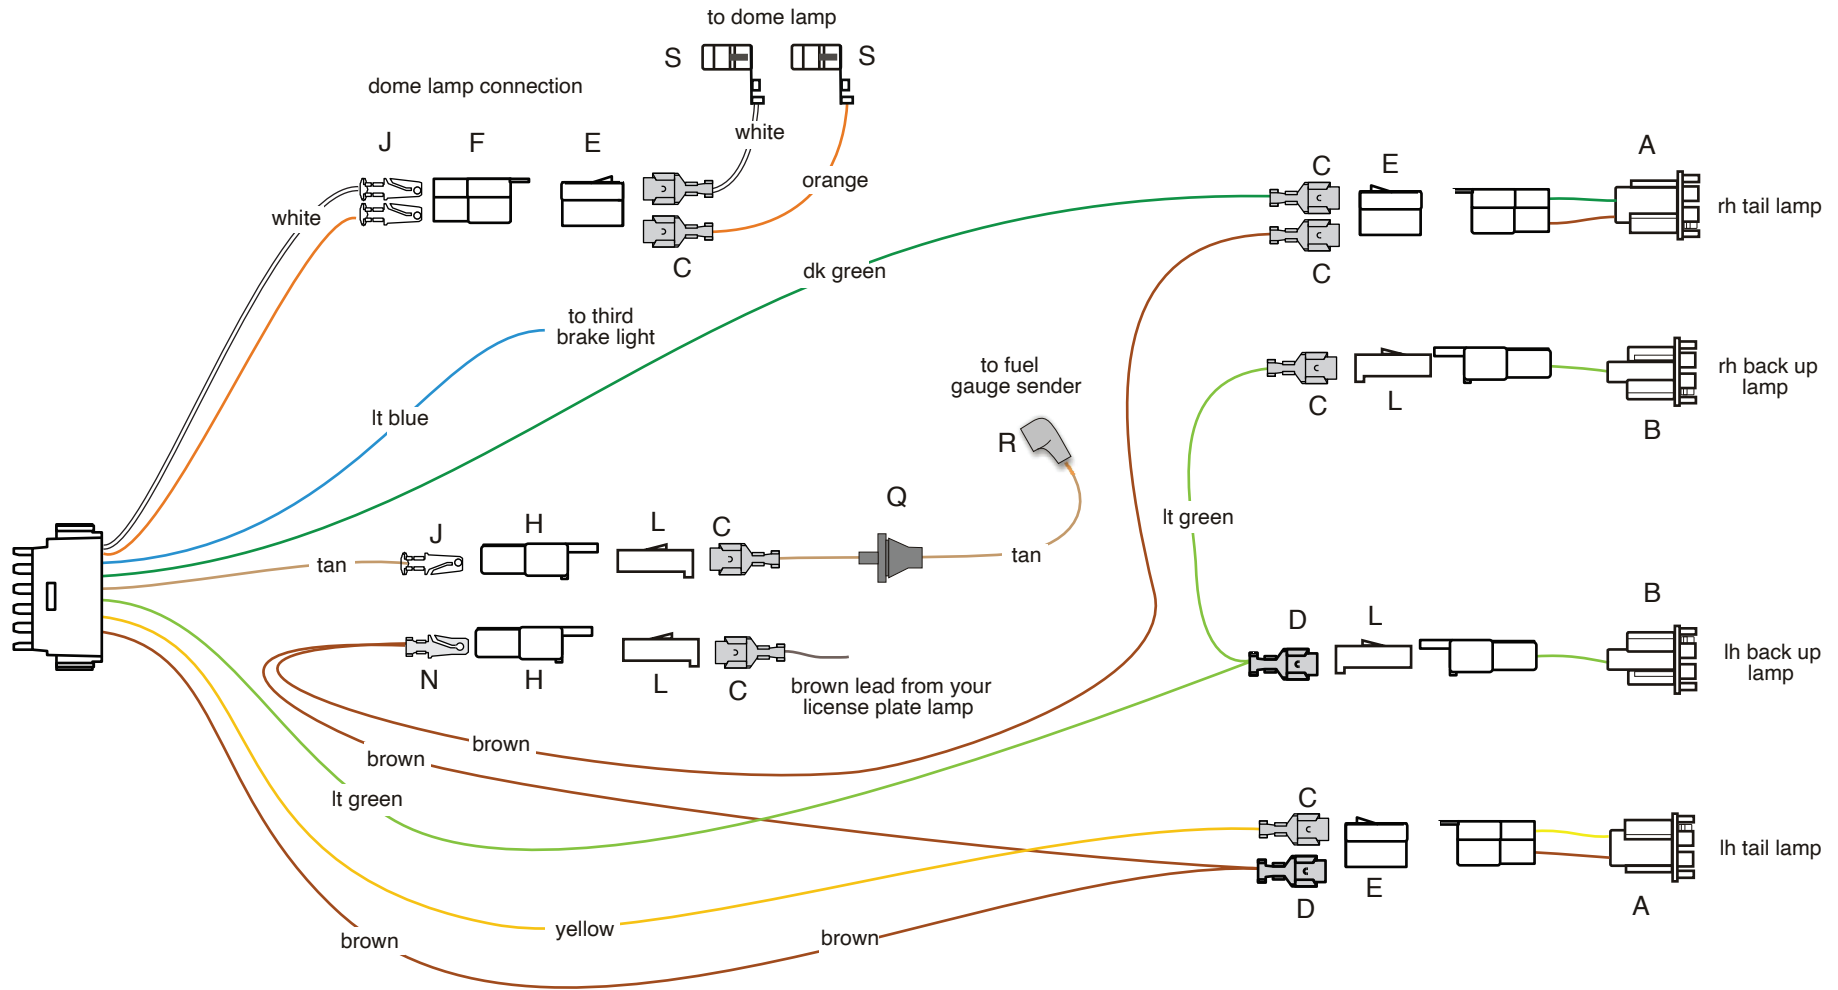 to dome lamp
S
S
dome lamp connection
white
J
F
E
A
C
E
orange
white
rh tail lamp
C
dk green
C
to third
brake light
to fuel
gauge sender
rh back up
lamp
lt blue
C
L
B
R
Q
lt green
J
H
L
C
tan
tan
B
D
L
N
H
L
C
brown lead from your
license plate lamp
lh back up
lamp
brown
brown
lt green
C
lh tail lamp
E
D
A
yellow
brown
brown